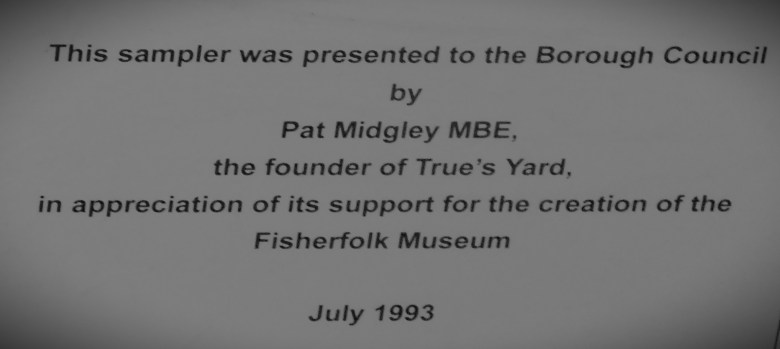 This sampler was presented to the Borough Council
by
Pat Midgley MBE,
the founder of True's Yard,
in appreciation of its support for the creation of the
Fisherfolk Museum
July 1993